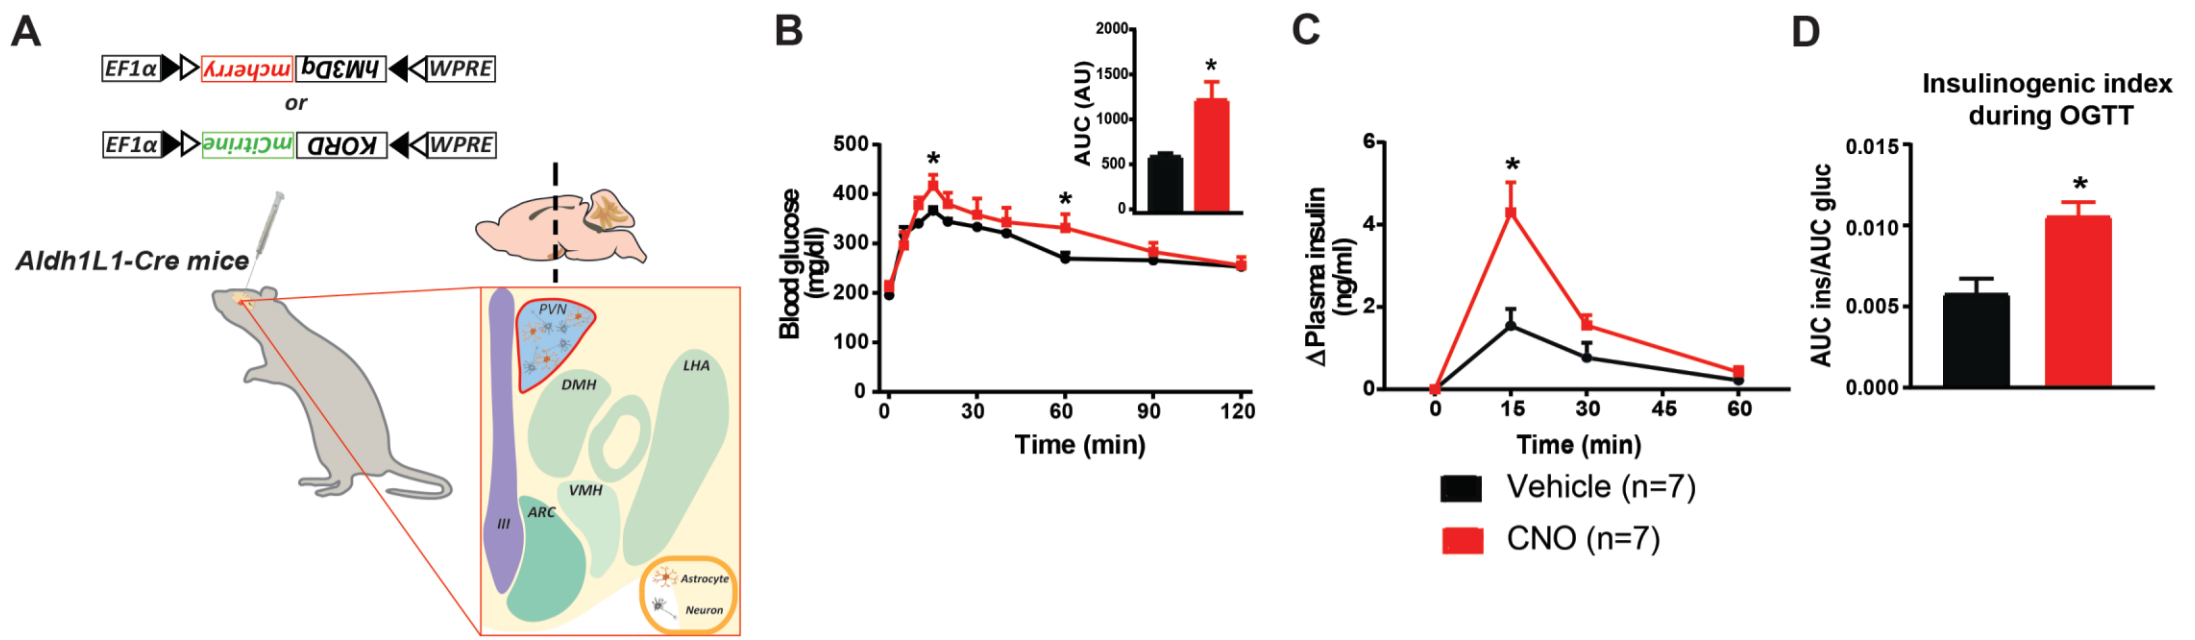 A
EF1α mcherry hM3Dq WPRE
or
EF1α mCitrine KORD WPRE
Aldh1L1-Cre mice
PVN
DMH
LHA
VMH
ARC
III
Astrocyte
Neuron
B
2000
1500
1000
500
0
AUC (AU)
*
500
400
300
200
100
0
Blood glucose
(mg/dl)
*
*
0 30 60 90 120
Time (min)
C
6
4
2
0
Δ Plasma insulin
(ng/ml)
*
0 15 30 45 60
Time (min)
Vehicle (n=7)
CNO (n=7)
D
Insulinogenic index
during OGTT
0.015
0.010
0.005
0.000
AUC ins/AUC gluc
*